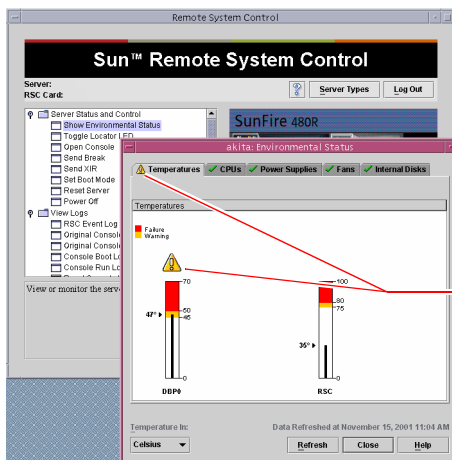 Remote System Control
Sun™ Remote System Control
Server:
RSC Card:
Server Types
Log Out
Server Status and Control
Show Environmental Status
Toggle Locator LED
Open Console
Send Break
Send XIR
Set Boot Mode
Reset Server
Power Off
View Logs
RSC Event Log
Original Consol
Original Consol
Console Boot Lo
Console Run Lo
View or monitor the serv
SunFire 480R
akita: Environmental Status
Temperatures
CPUs
Power Supplies
Fans
Internal Disks
Temperatures
Failure
Warning
70
50
45
47°
0
DBP0
100
80
75
35°
0
RSC
Temperature In:
Data Refreshed at November 15, 2001 11:04 AM
Celsius
Refresh
Close
Help